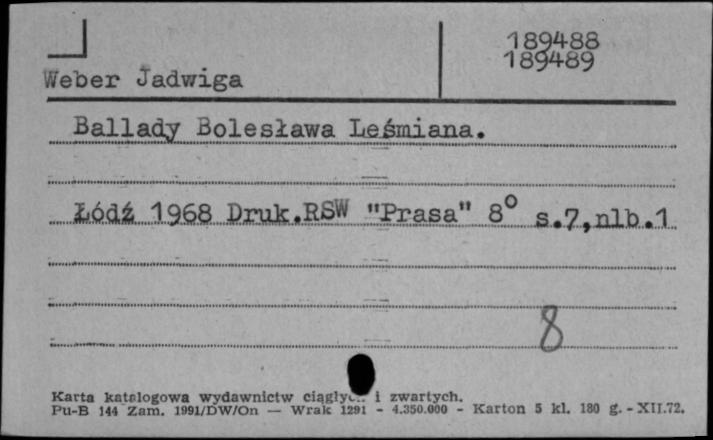 189488
189489
Weber Jadwiga
Ballady Bolesława Leśmiana.
Łódź 1968 Druk.RSW "Prasa" 8° s.7,nlb.1
8
Karta katalogowa wydawnictw i zwartych.
Pu-B 144 Zam. 1991/DW/On — Wrak 1291 - 4.350.000 - Karton 5 kl. 180 g. - XII.72.